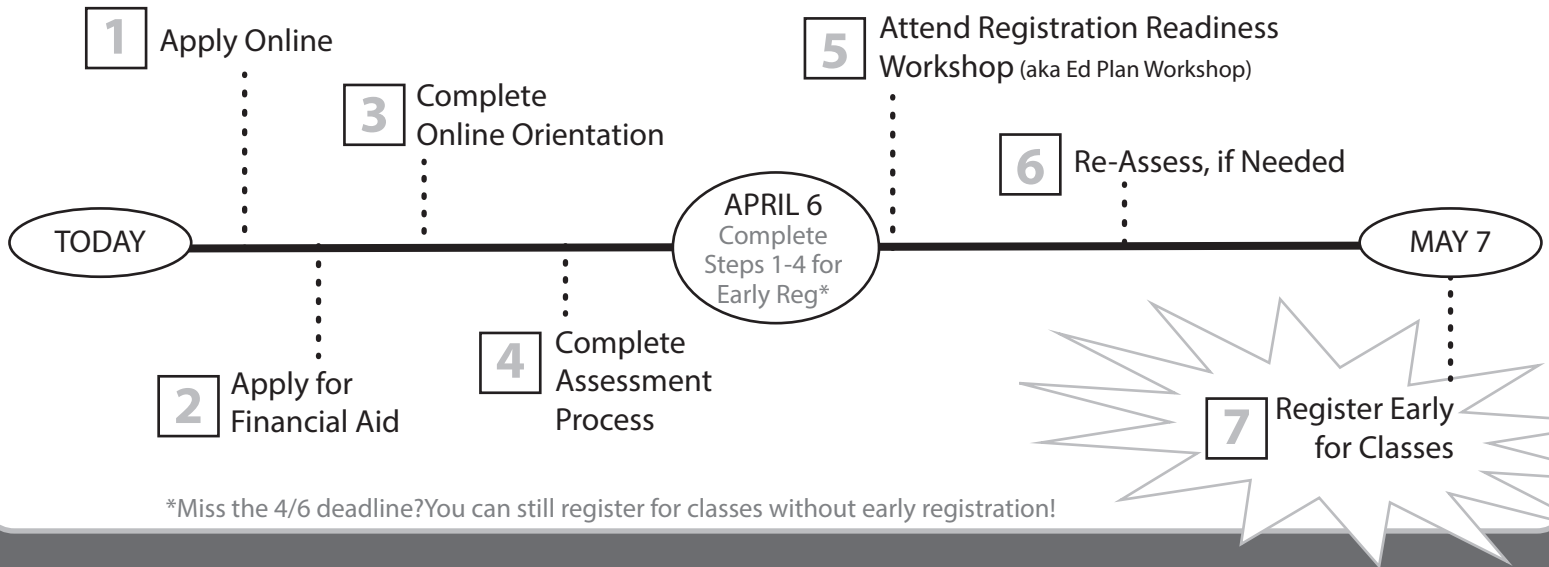 1 Apply Online
2 Apply for
Financial Aid
3 Complete
Online Orientation
4 Complete
Assessment
Process
5 Attend Registration Readiness
Workshop (aka Ed Plan Workshop)
6 Re-Assess, if Needed
TODAY
APRIL 6
Complete
Steps 1-4 for
Early Reg*
MAY 7
7 Register Early
for Classes
*Miss the 4/6 deadline?You can still register for classes without early registration!